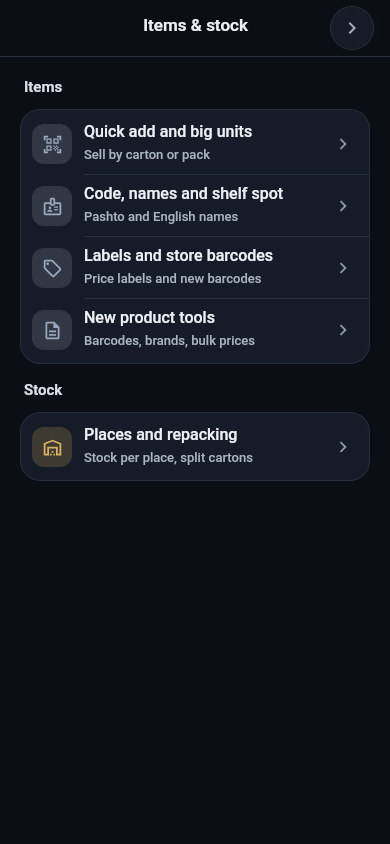 Items & stock
Items
Quick add and big units
Sell by carton or pack
Code, names and shelf spot
Pashto and English names
Labels and store barcodes
Price labels and new barcodes
New product tools
Barcodes, brands, bulk prices
Stock
Places and repacking
Stock per place, split cartons